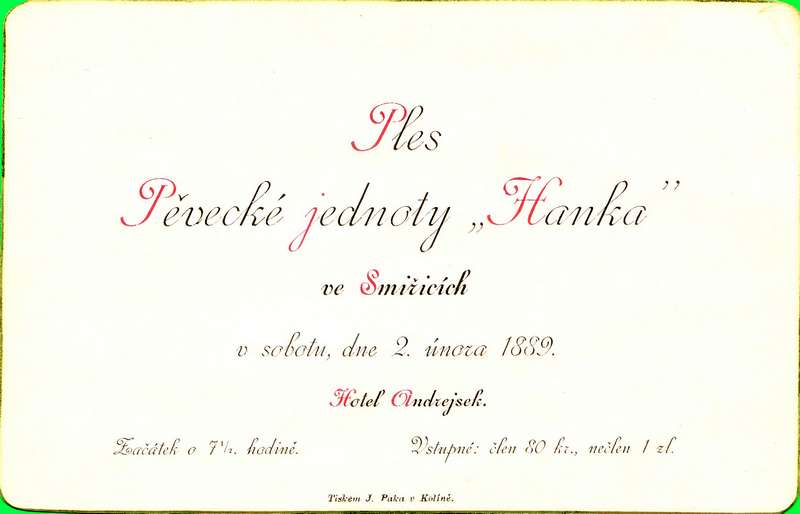 Ples
Pěvecké jednoty „Hanka”
ve Smiřicích
v sobotu, dne 2. února 1889.
Hotel Andrejsek.
Začátek o 7½. hodině.
Vstupné: člen 80 kr., nečlen 1 zl.
Tiskem J. Paka v Kolíně.